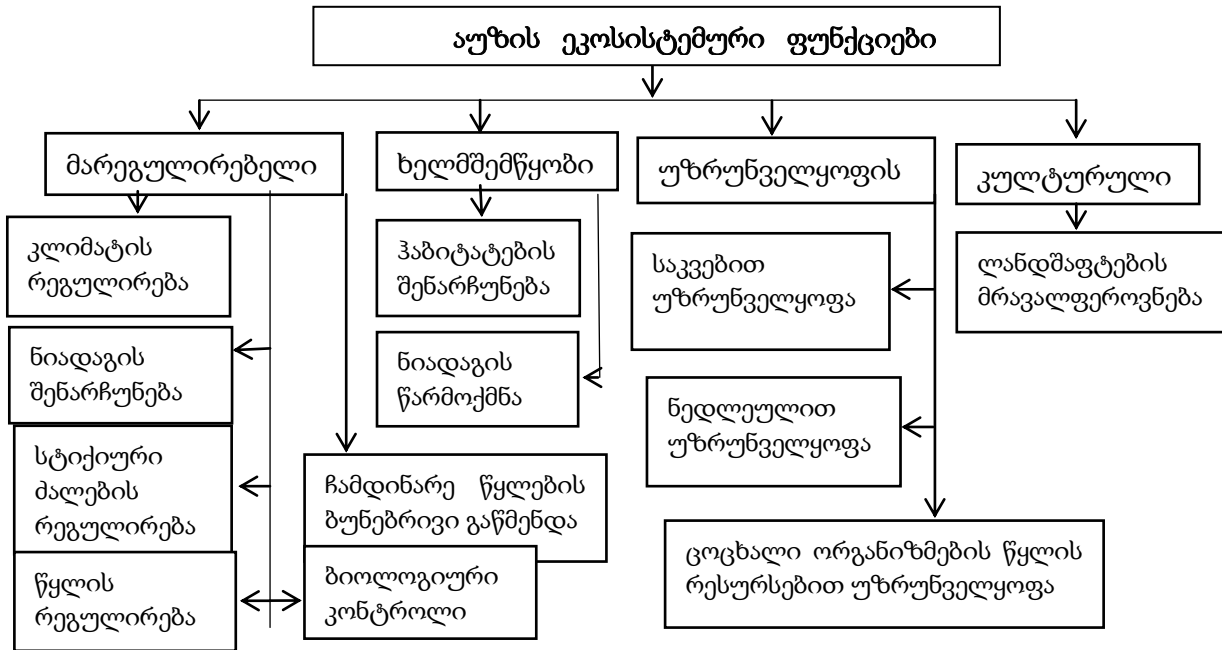 აუზის ეკოსისტემური ფუნქციები
მარეგულირებელი
ხელმშემწყობი
უზრუნველყოფის
კულტურული
კლიმატის
რეგულირება
ნიადაგის
შენარჩუნება
სტიქიური
ძალების
რეგულირება
წყლის
რეგულირება
ჩამდინარე წყლების
ბუნებრივი გაწმენდა
ბიოლოგიური
კონტროლი
ჰაბიტატების
შენარჩუნება
ნიადაგის
წარმოქმნა
საკვებით
უზრუნველყოფა
ნედლეულით
უზრუნველყოფა
ცოცხალი ორგანიზმების წყლის
რესურსებით უზრუნველყოფა
ლანდშაფტების
მრავალფეროვნება